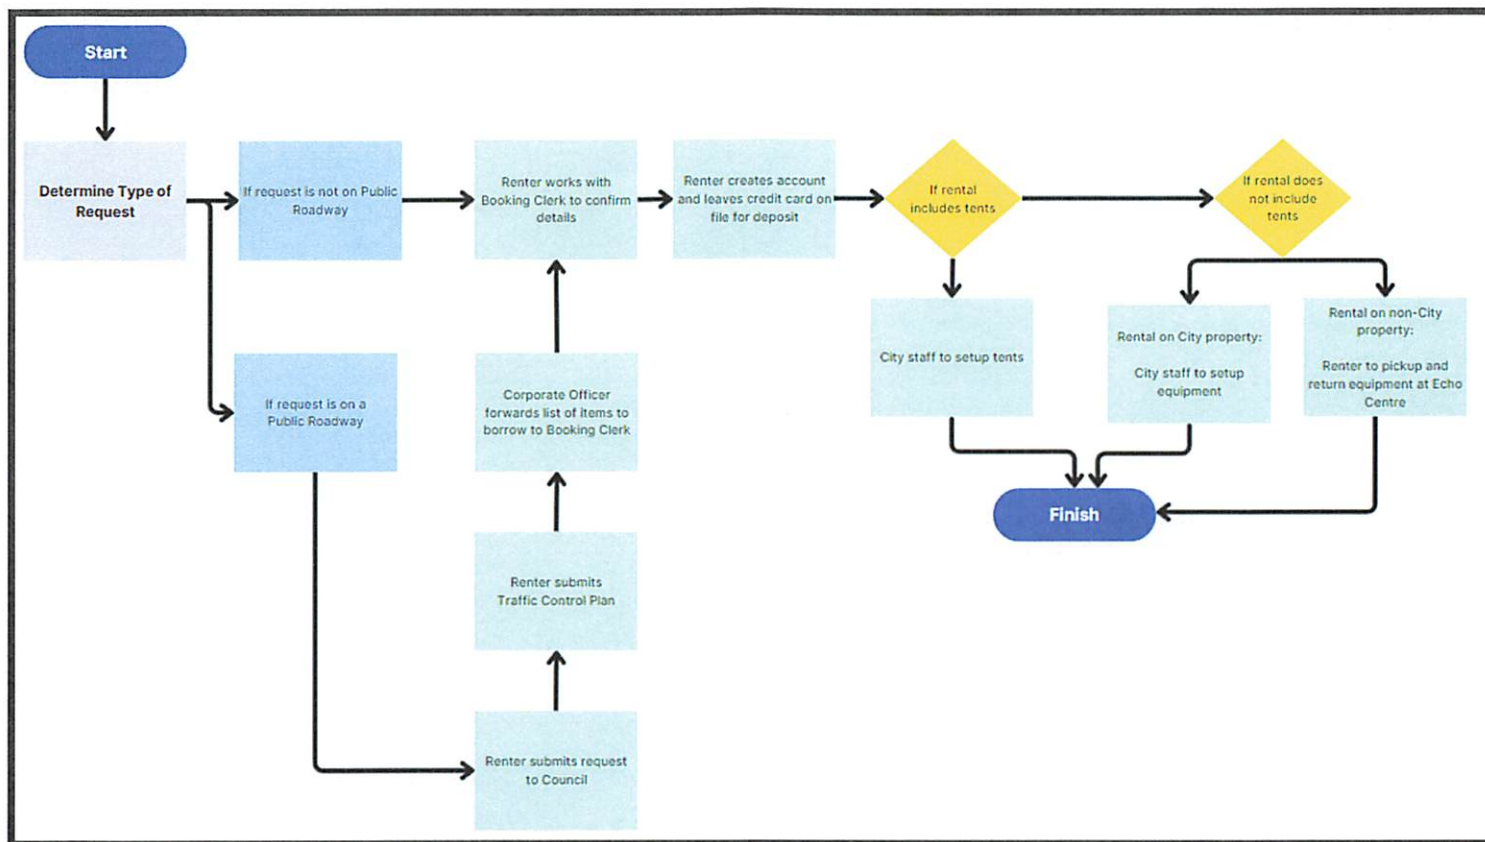 Start
Determine Type of
Request
If request is not on Public
Roadway
Renter works with
Booking Clerk to confirm
details
Renter creates account
and leaves credit card on
file for deposit
If rental
includes tents
If rental does
not include
tents
If request is on a
Public Roadway
Corporate Officer
forwards list of items to
borrow to Booking Clerk
City staff to setup tents
Rental on City property:
City staff to setup
equipment
Rental on non-City
property:
Renter to pickup and
return equipment at Echo
Centre
Finish
Renter submits
Traffic Control Plan
Renter submits request
to Council